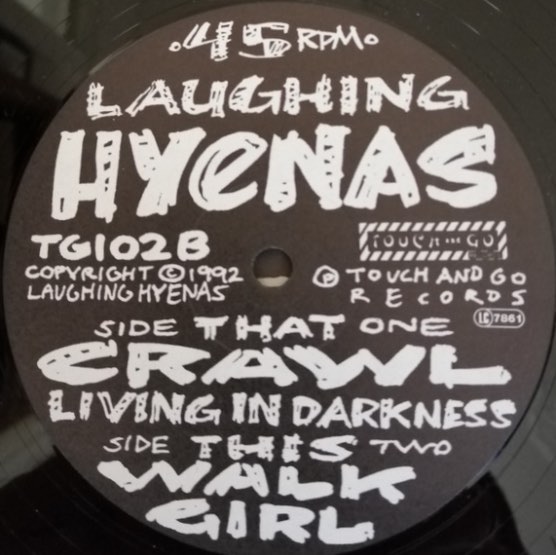 .45 RPM.
LAUGHING
HYENAS
TG102B
COPYRIGHT © 1992
LAUGHING HYENAS
TOUCH AND GO
℗ TOUCH AND GO
RECORDS
LC 7861
SIDE THAT ONE
CRAWL
LIVING IN DARKNESS
SIDE THIS TWO
WALK
GIRL